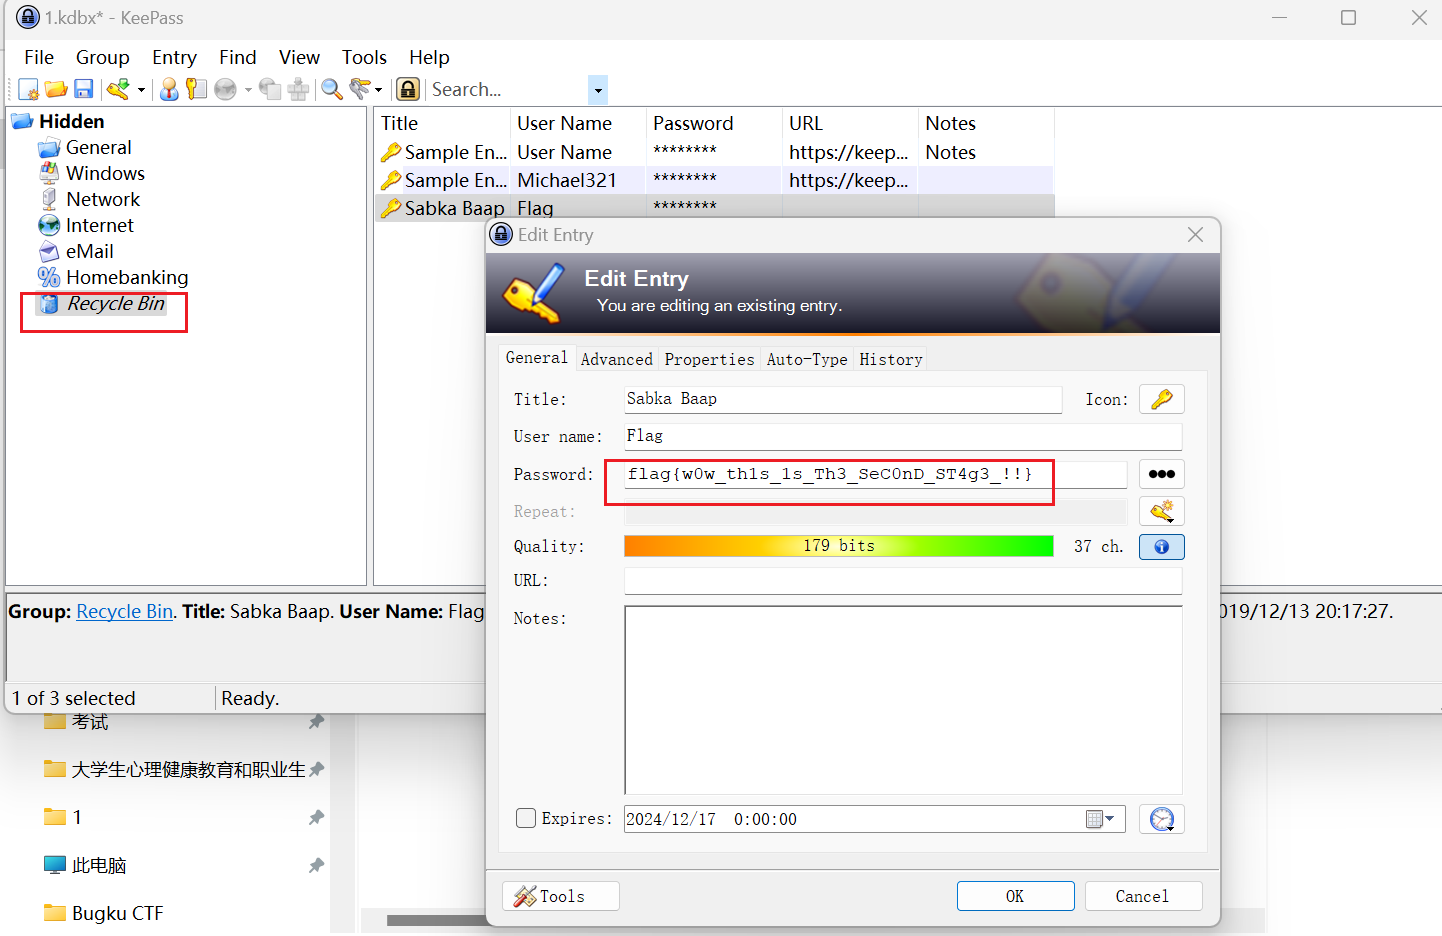 1.kdbx* - KeePass
File Group Entry Find View Tools Help
Search...
Hidden
General
Windows
Network
Internet
eMail
Homebanking
Recycle Bin
Title User Name Password URL Notes
Sample En... User Name ******** https://keep... Notes
Sample En... Michael321 ******** https://keep...
Sabka Baap Flag ********
Edit Entry
Edit Entry
You are editing an existing entry.
General Advanced Properties Auto-Type History
Title: Sabka Baap Icon:
User name: Flag
Password: flag{w0w_th1s_1s_Th3_SeC0nD_ST4g3_!!}
Repeat:
Quality: 179 bits 37 ch.
URL:
Notes:
Expires: 2024/12/17 0:00:00
Tools OK Cancel
Group: Recycle Bin. Title: Sabka Baap. User Name: Flag
019/12/13 20:17:27.
1 of 3 selected Ready.
考试
大学生心理健康教育和职业生
1
此电脑
Bugku CTF